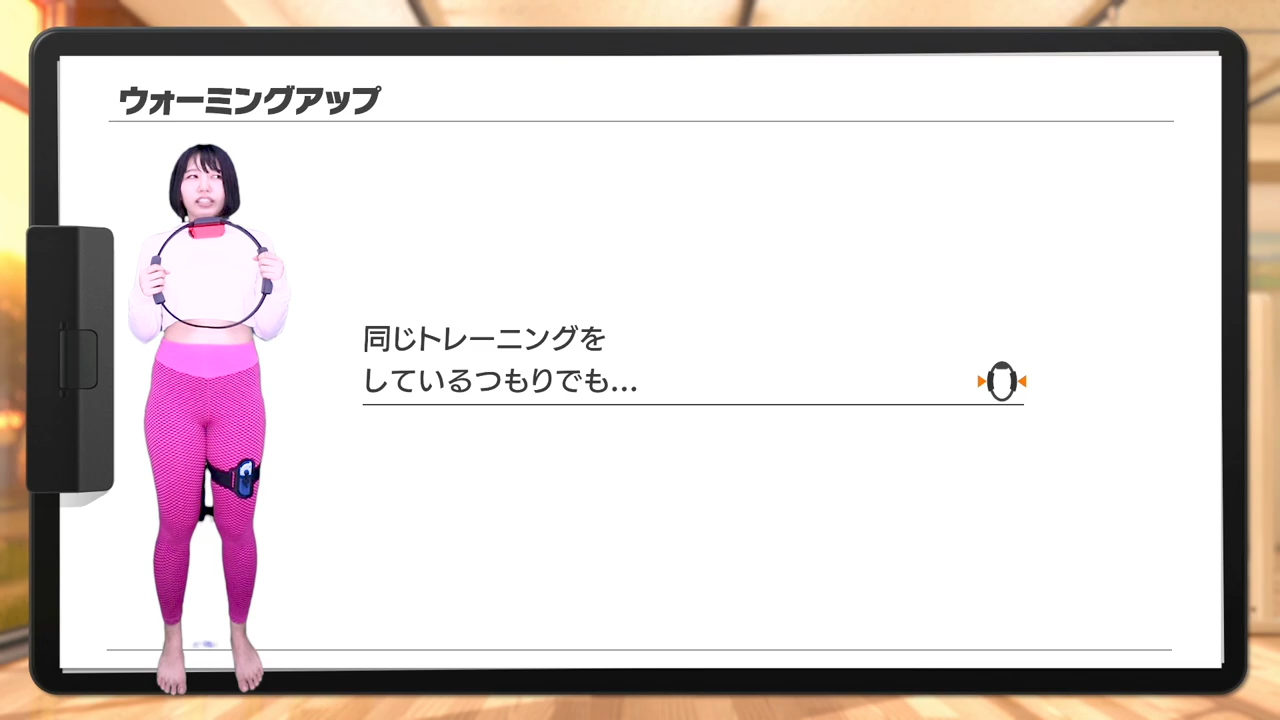 ウォーミングアップ
同じトレーニングを
しているつもりでも…